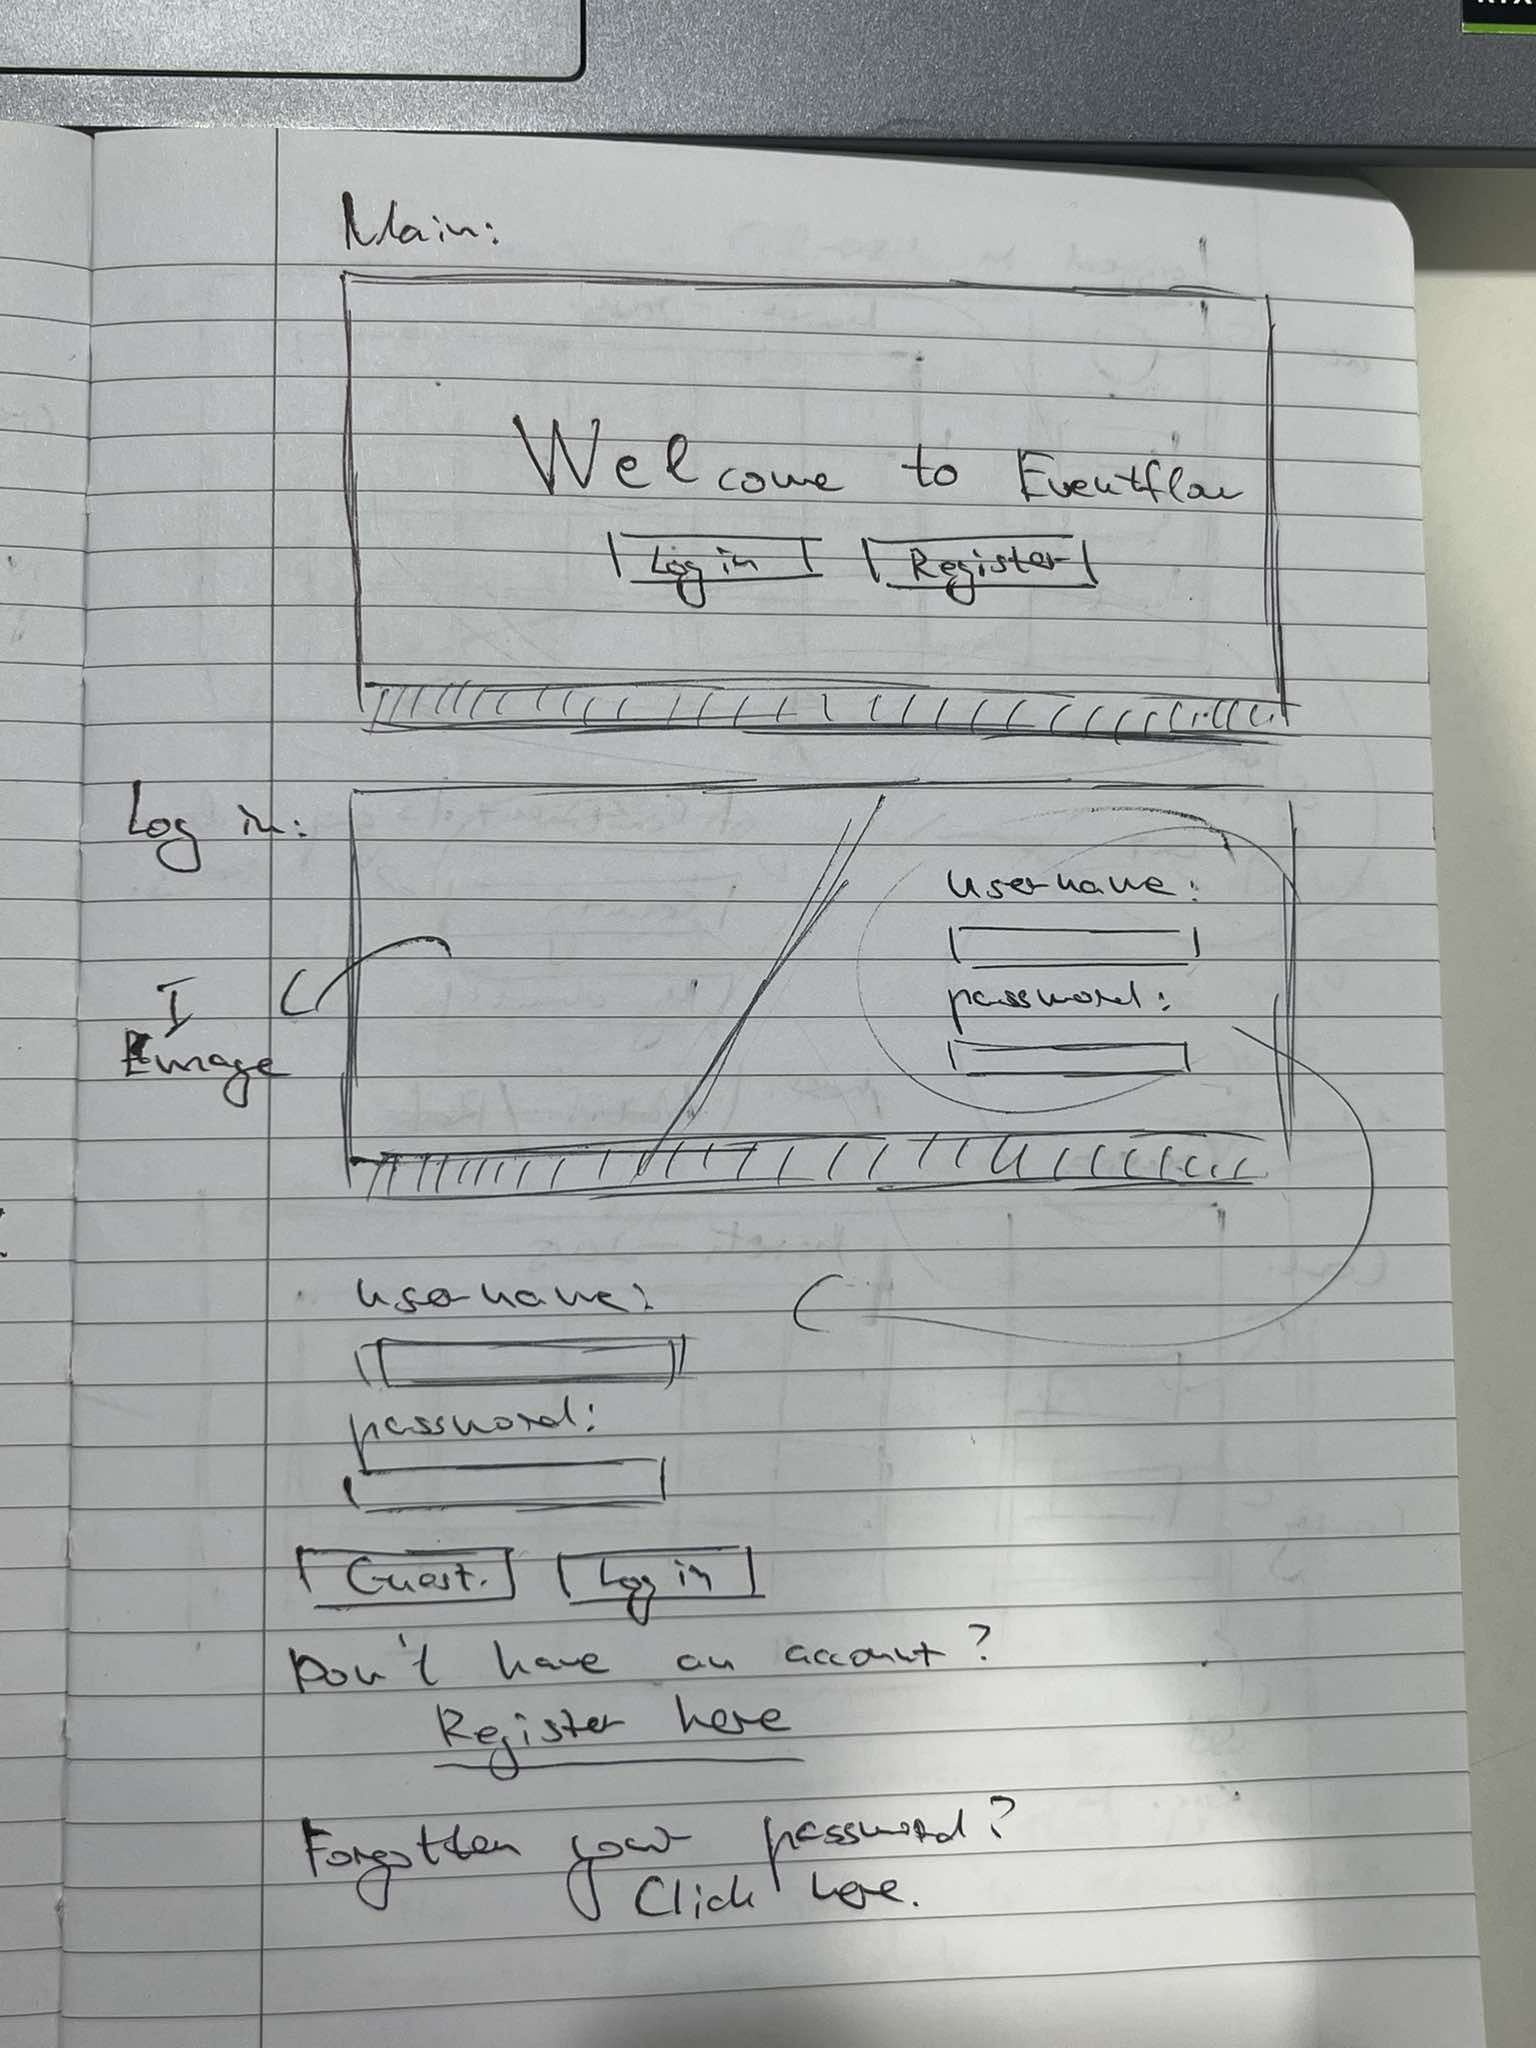 Main:
Welcome to Eventflow
Log in Register
Log in:
username:
password:
I
Image
username:
password:
Guest. Log in
Don't have an account?
Register here
Forgotten your password?
Click here.